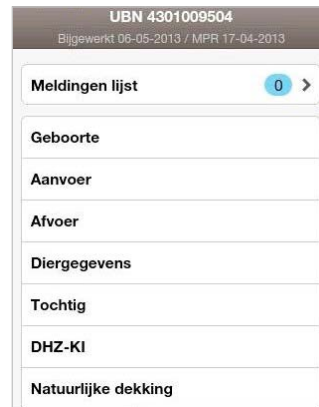 UBN 4301009504
Bijgewerkt 06-05-2013 / MPR 17-04-2013
Meldingen lijst 0
Geboorte
Aanvoer
Afvoer
Diergegevens
Tochtig
DHZ-KI
Natuurlijke dekking